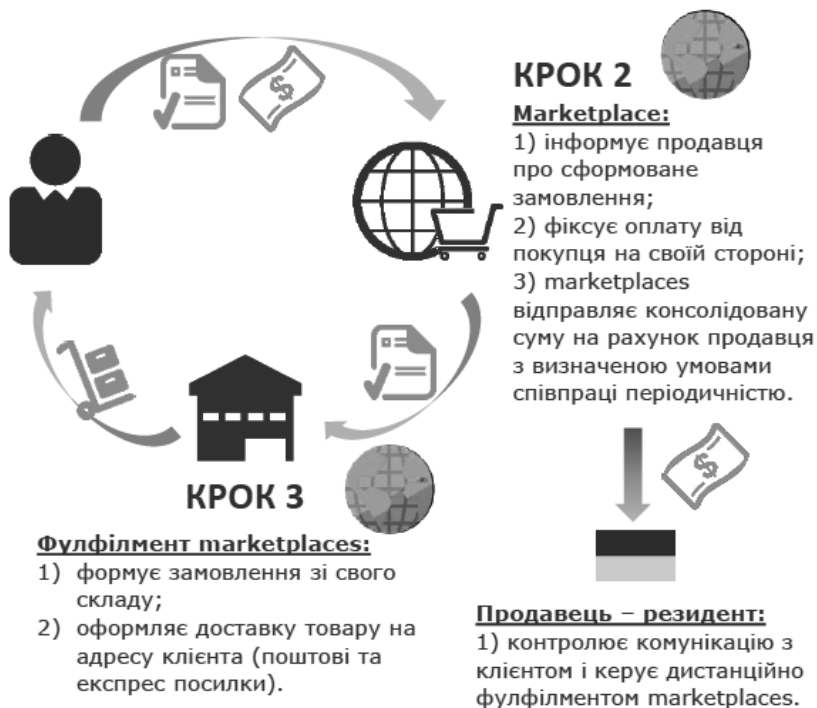 КРОК 2
Marketplace:
1) інформує продавця
про сформоване
замовлення;
2) фіксує оплату від
покупця на своїй стороні;
3) marketplaces
відправляє консолідовану
суму на рахунок продавця
з визначеною умовами
співпраці періодичністю.
КРОК 3
Фулфілмент marketplaces:
1) формує замовлення зі свого
складу;
2) оформляє доставку товару на
адресу клієнта (поштові та
експрес посилки).
Продавець – резидент:
1) контролює комунікацію з
клієнтом і керує дистанційно
фулфілментом marketplaces.